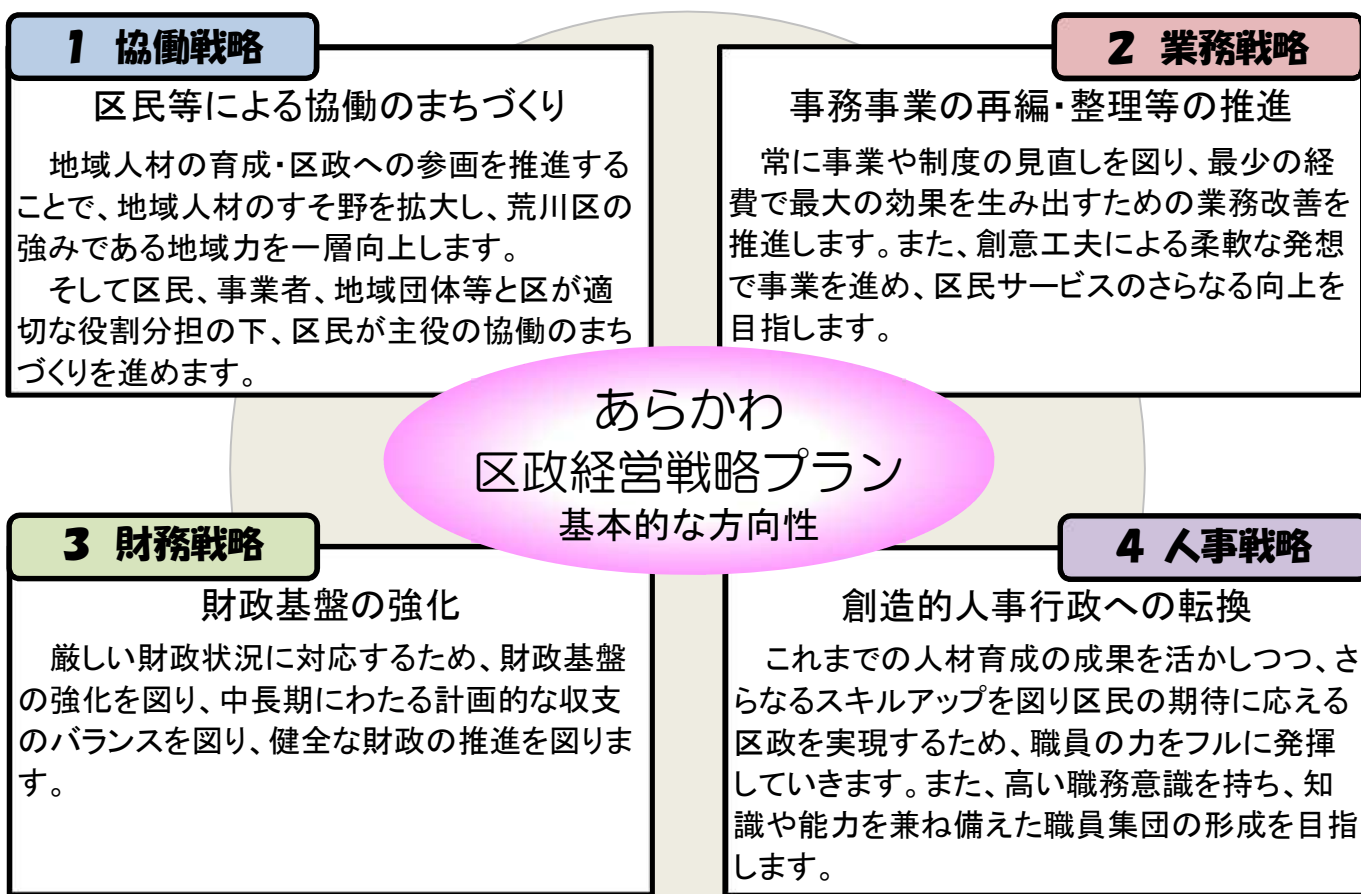 1 協働戦略
区民等による協働のまちづくり
　地域人材の育成・区政への参画を推進する
ことで、地域人材のすそ野を拡大し、荒川区の
強みである地域力を一層向上します。
　そして区民、事業者、地域団体等と区が適
切な役割分担の下、区民が主役の協働のまち
づくりを進めます。
2 業務戦略
事務事業の再編・整理等の推進
　常に事業や制度の見直しを図り、最少の経
費で最大の効果を生み出すための業務改善を
推進します。また、創意工夫による柔軟な発想
で事業を進め、区民サービスのさらなる向上を
目指します。
あらかわ
区政経営戦略プラン
基本的な方向性
3 財務戦略
財政基盤の強化
　厳しい財政状況に対応するため、財政基盤
の強化を図り、中長期にわたる計画的な収支
のバランスを図り、健全な財政の推進を図りま
す。
4 人事戦略
創造的人事行政への転換
　これまでの人材育成の成果を活かしつつ、さ
らなるスキルアップを図り区民の期待に応える
区政を実現するため、職員の力をフルに発揮
していきます。また、高い職務意識を持ち、知
識や能力を兼ね備えた職員集団の形成を目指
します。